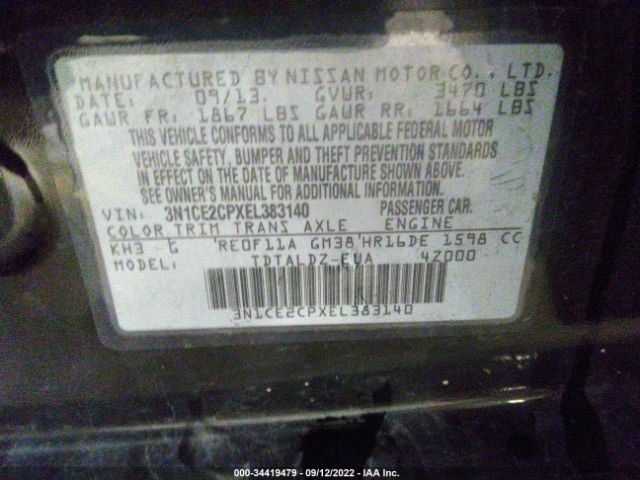 MANUFACTURED BY NISSAN MOTOR CO., LTD.
DATE: 09/13. GVWR: 3470 LBS
GAWR FR: 1867 LBS GAWR RR: 1664 LBS
THIS VEHICLE CONFORMS TO ALL APPLICABLE FEDERAL MOTOR
VEHICLE SAFETY, BUMPER AND THEFT PREVENTION STANDARDS
IN EFFECT ON THE DATE OF MANUFACTURE SHOWN ABOVE.
SEE OWNER'S MANUAL FOR ADDITIONAL INFORMATION.
VIN: 3N1CE2CPXEL383140 PASSENGER CAR.
COLOR TRIM TRANS AXLE ENGINE
KH3 G RE0F11A GM38 HR16DE 1598 CC
MODEL: TDTALDZ-EUA 4Z000
3N1CE2CPXEL383140
000-34419479 - 09/12/2022 - IAA Inc.